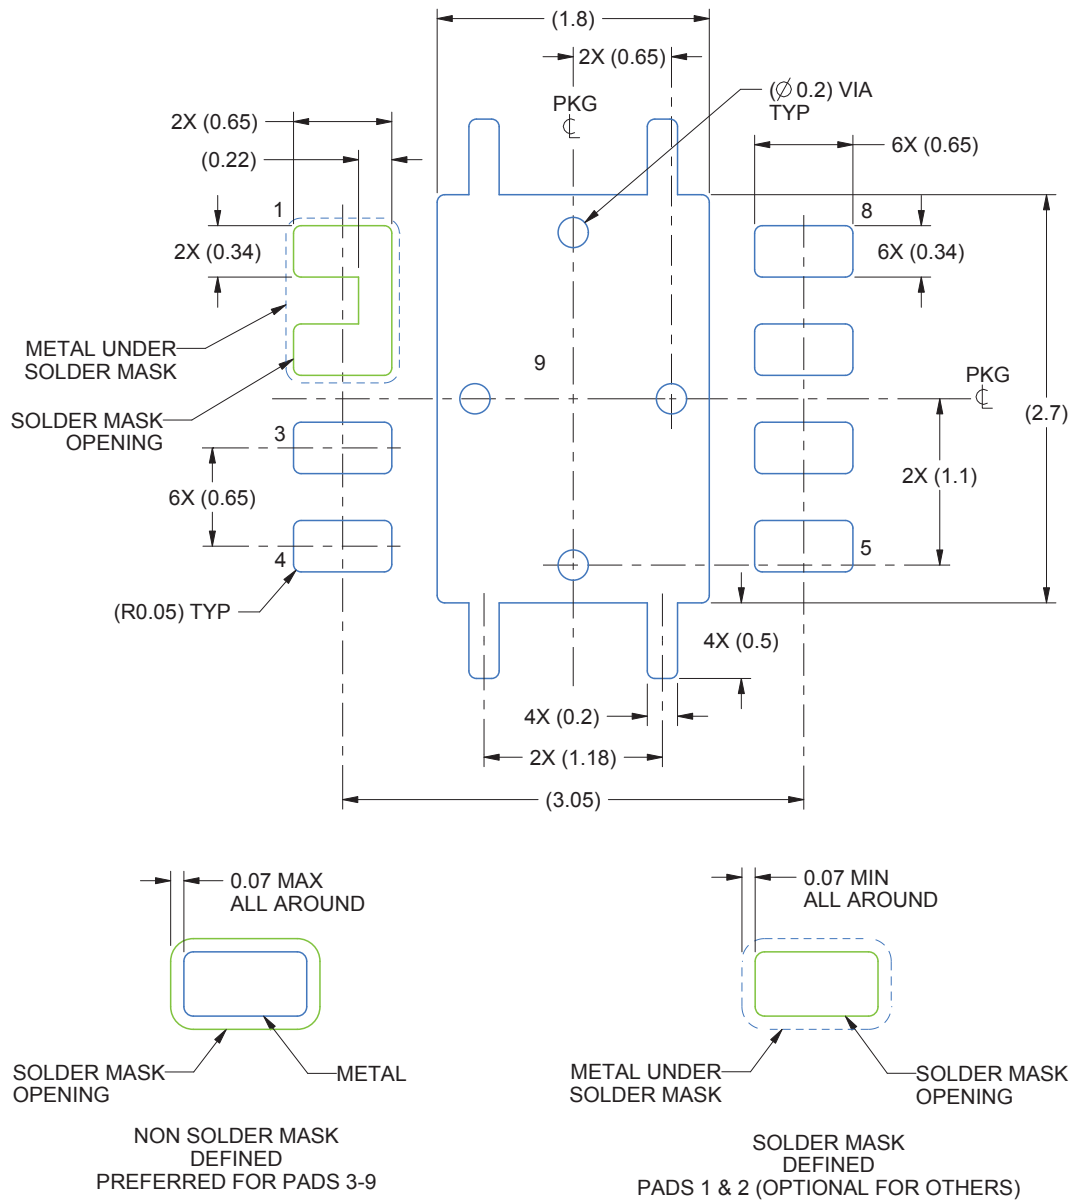 (1.8)
2X (0.65)
(Ø 0.2) VIA
TYP
PKG
℄
2X (0.65)
(0.22)
6X (0.65)
1
8
2X (0.34)
6X (0.34)
METAL UNDER
SOLDER MASK
9
PKG
℄
SOLDER MASK
OPENING
(2.7)
3
6X (0.65)
2X (1.1)
4
5
(R0.05) TYP
4X (0.5)
4X (0.2)
2X (1.18)
(3.05)
0.07 MAX
ALL AROUND
SOLDER MASK
OPENING
METAL
NON SOLDER MASK
DEFINED
PREFERRED FOR PADS 3-9
0.07 MIN
ALL AROUND
METAL UNDER
SOLDER MASK
SOLDER MASK
OPENING
SOLDER MASK
DEFINED
PADS 1 & 2 (OPTIONAL FOR OTHERS)